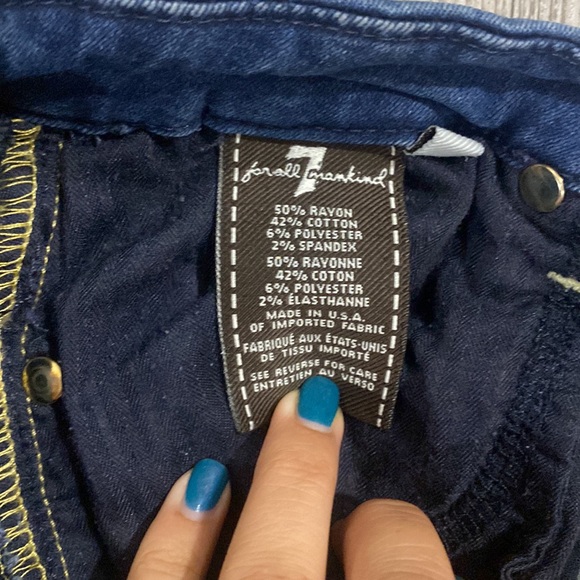 for all 7 mankind
50% RAYON
42% COTTON
6% POLYESTER
2% SPANDEX
50% RAYONNE
42% COTON
6% POLYESTER
2% ÉLASTHANNE
MADE IN U.S.A.
OF IMPORTED FABRIC
FABRIQUÉ AUX ÉTATS-UNIS
DE TISSU IMPORTÉ
SEE REVERSE FOR CARE
ENTRETIEN AU VERSO